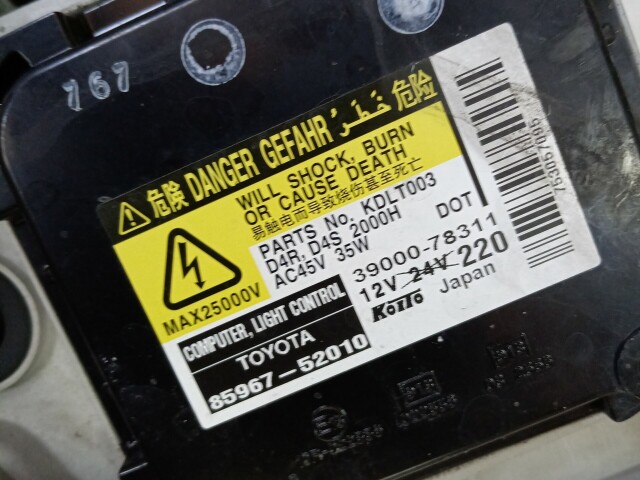 767
危険 DANGER GEFAHR خطر 危险
WILL SHOCK, BURN
OR CAUSE DEATH
易触电而导致烧伤甚至死亡
PARTS No. KDLT003
D4R, D4S 2000H
AC45V 35W
DOT
MAX25000V
39000-78311
12V 24V 220
KOITO Japan
COMPUTER, LIGHT CONTROL
TOYOTA
85967-52010